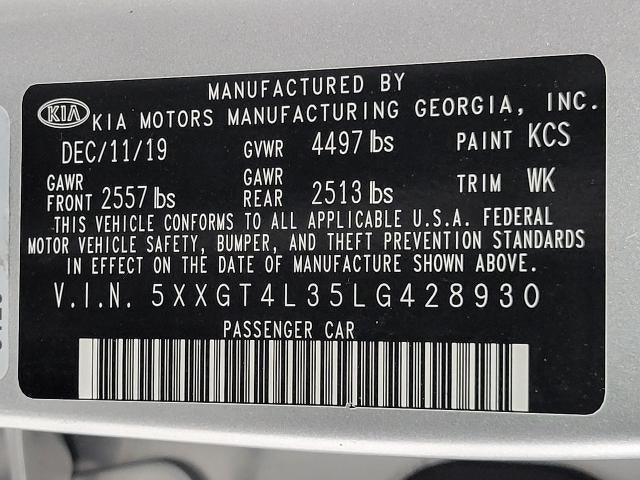 MANUFACTURED BY
KIA KIA MOTORS MANUFACTURING GEORGIA, INC.
DEC/11/19 GVWR 4497 lbs PAINT KCS
GAWR FRONT 2557 lbs GAWR REAR 2513 lbs TRIM WK
THIS VEHICLE CONFORMS TO ALL APPLICABLE U.S.A. FEDERAL
MOTOR VEHICLE SAFETY, BUMPER, AND THEFT PREVENTION STANDARDS
IN EFFECT ON THE DATE OF MANUFACTURE SHOWN ABOVE.
V.I.N. 5XXGT4L35LG428930
PASSENGER CAR